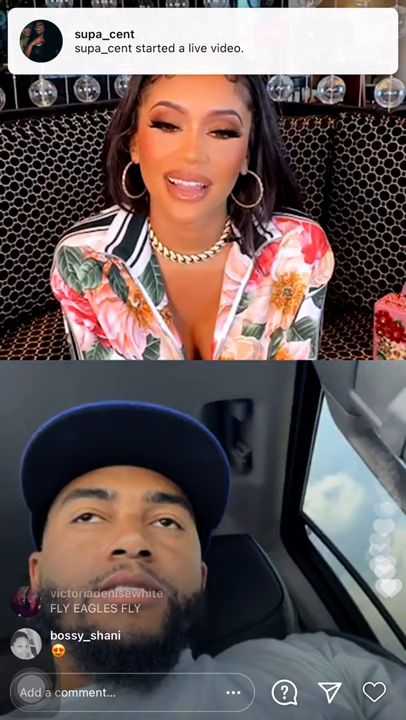 supa_cent
supa_cent started a live video.
victoriadenisewhite
FLY EAGLES FLY
bossy_shani
😍
Add a comment...